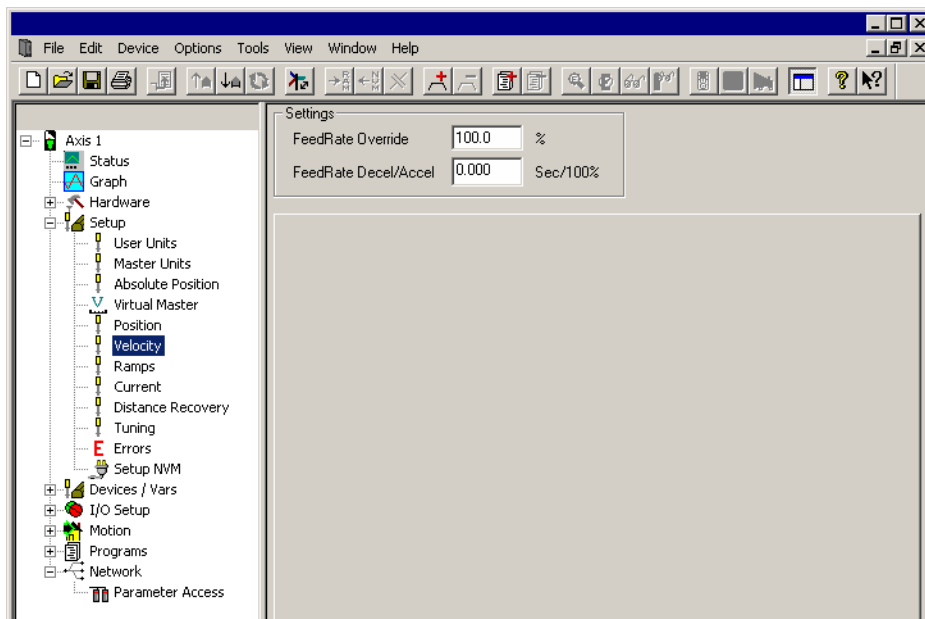 File Edit Device Options Tools View Window Help
Axis 1
Status
Graph
Hardware
Setup
User Units
Master Units
Absolute Position
Virtual Master
Position
Velocity
Ramps
Current
Distance Recovery
Tuning
Errors
Setup NVM
Devices / Vars
I/O Setup
Motion
Programs
Network
Parameter Access
Settings
FeedRate Override 100.0 %
FeedRate Decel/Accel 0.000 Sec/100%